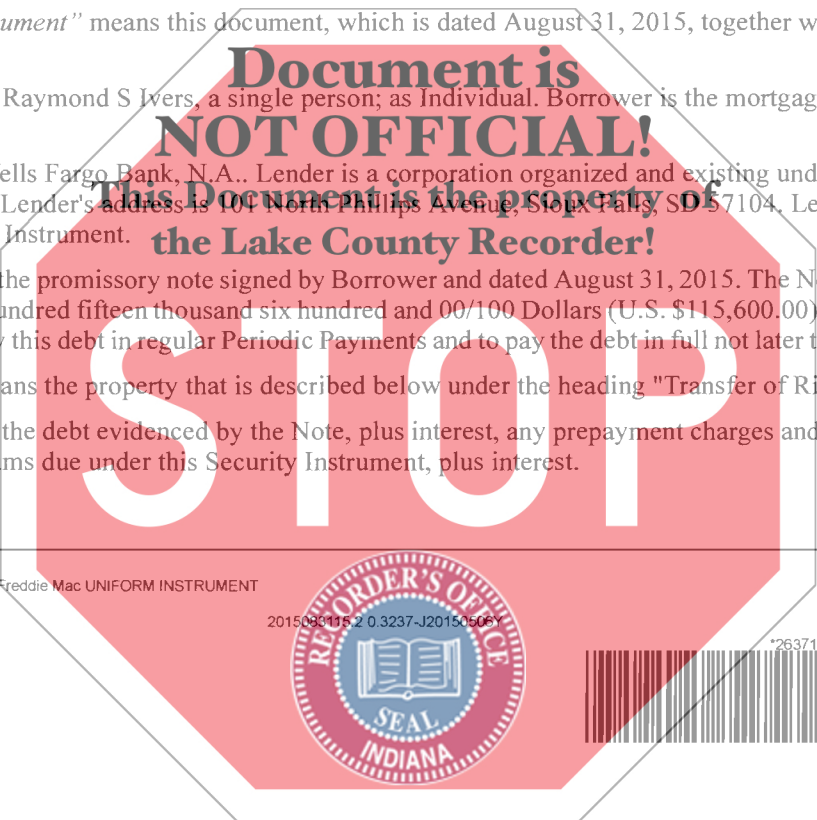 ument” means this document, which is dated August 31, 2015, together w
Document is
Raymond S Ivers, a single person; as Individual. Borrower is the mortgag
NOT OFFICIAL!
ells Fargo Bank, N.A.. Lender is a corporation organized and existing und
This Document is the property of
Lender's address is 101 North Phillips Avenue, Sioux Falls, SD 57104. Le
Instrument.
the Lake County Recorder!
the promissory note signed by Borrower and dated August 31, 2015. The N
undred fifteen thousand six hundred and 00/100 Dollars (U.S. $115,600.00)
this debt in regular Periodic Payments and to pay the debt in full not later t
ans the property that is described below under the heading "Transfer of Ri
the debt evidenced by the Note, plus interest, any prepayment charges and
ms due under this Security Instrument, plus interest.
STOP
Freddie Mac UNIFORM INSTRUMENT
2015083115.2.0.3237-J20150506Y
*26371
RECORDER'S OFFICE
SEAL
INDIANA